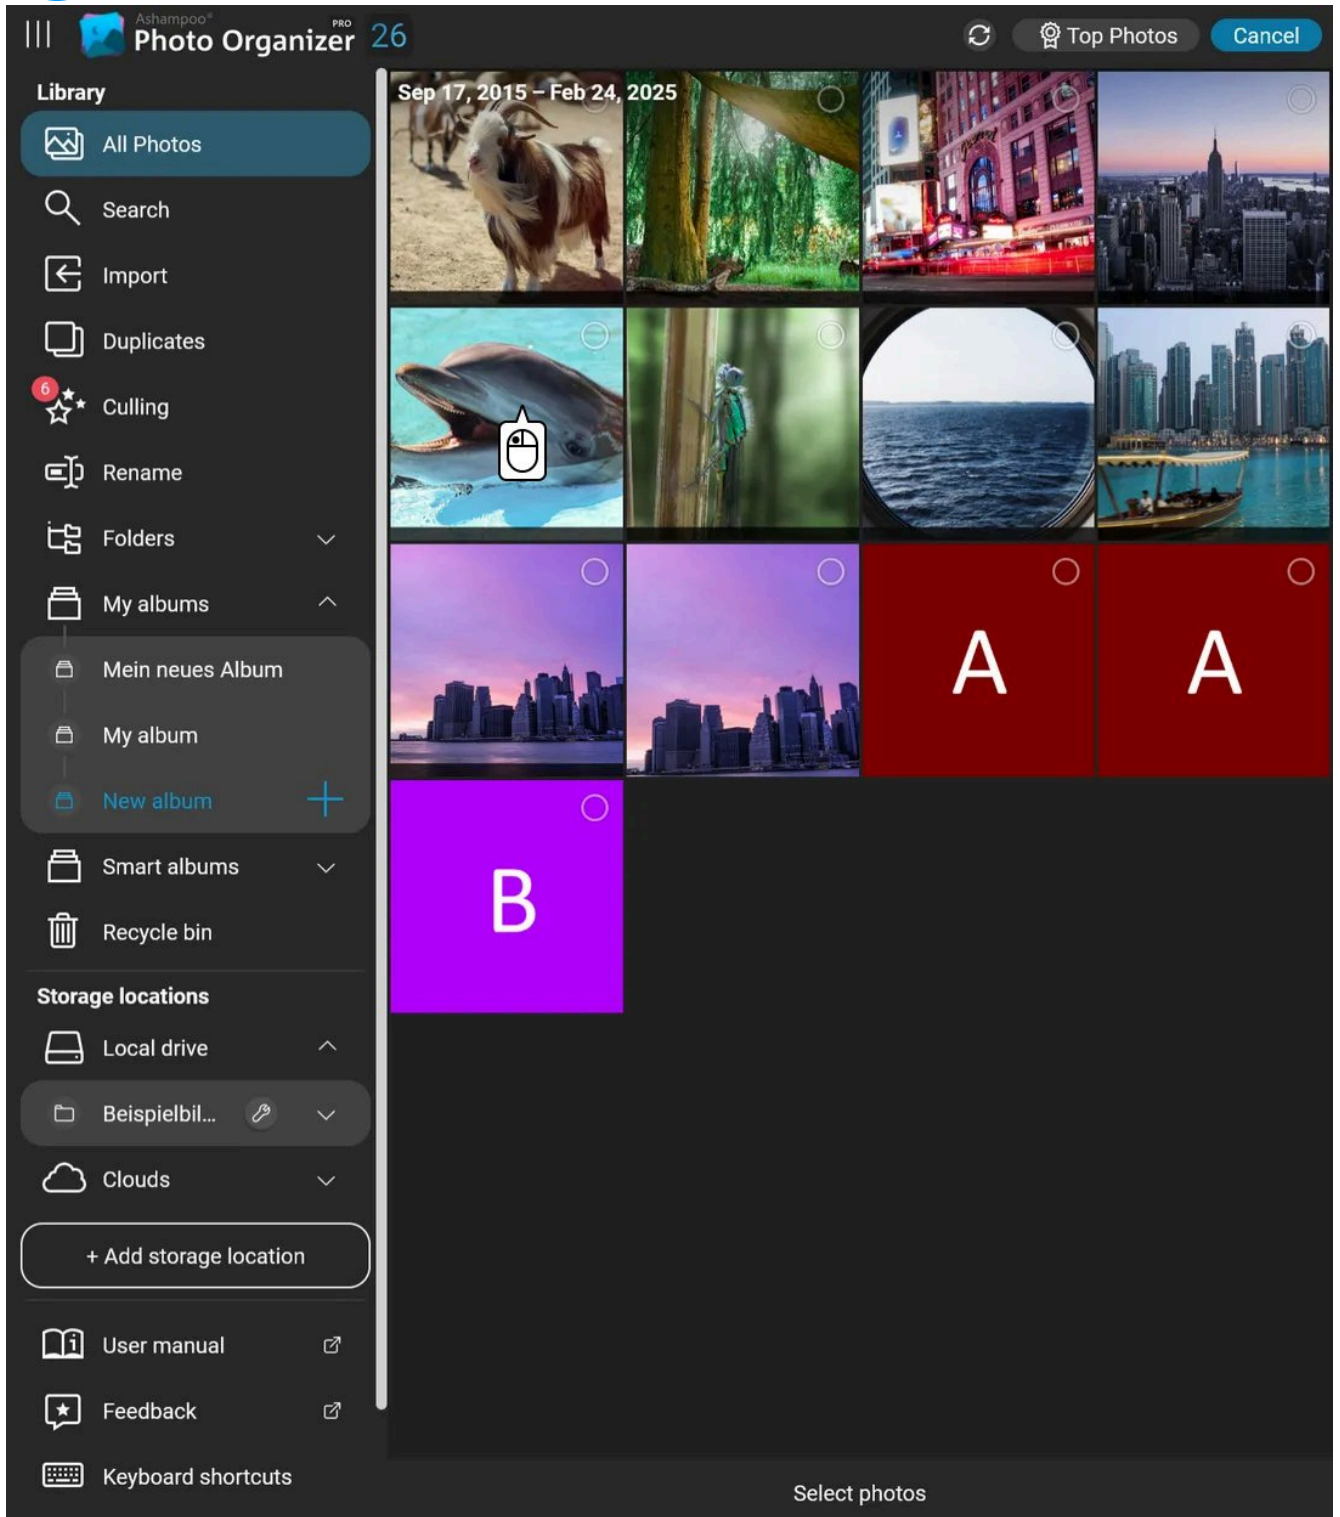 Ashampoo®
Photo Organizer PRO 26
Top Photos
Cancel
Library
All Photos
Search
Import
Duplicates
6
Culling
Rename
Folders
My albums
Mein neues Album
My album
New album
Smart albums
Recycle bin
Storage locations
Local drive
Beispielbil...
Clouds
+ Add storage location
User manual
Feedback
Keyboard shortcuts
Sep 17, 2015 – Feb 24, 2025
A
A
B
Select photos